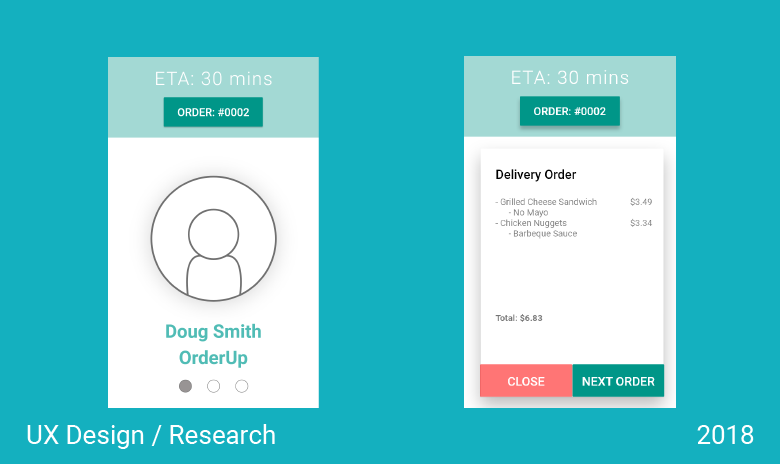 ETA: 30 mins
ORDER: #0002
Doug Smith
OrderUp
ETA: 30 mins
ORDER: #0002
Delivery Order
- Grilled Cheese Sandwich $3.49
- No Mayo
- Chicken Nuggets $3.34
- Barbeque Sauce
Total: $6.83
CLOSE NEXT ORDER
UX Design / Research 2018